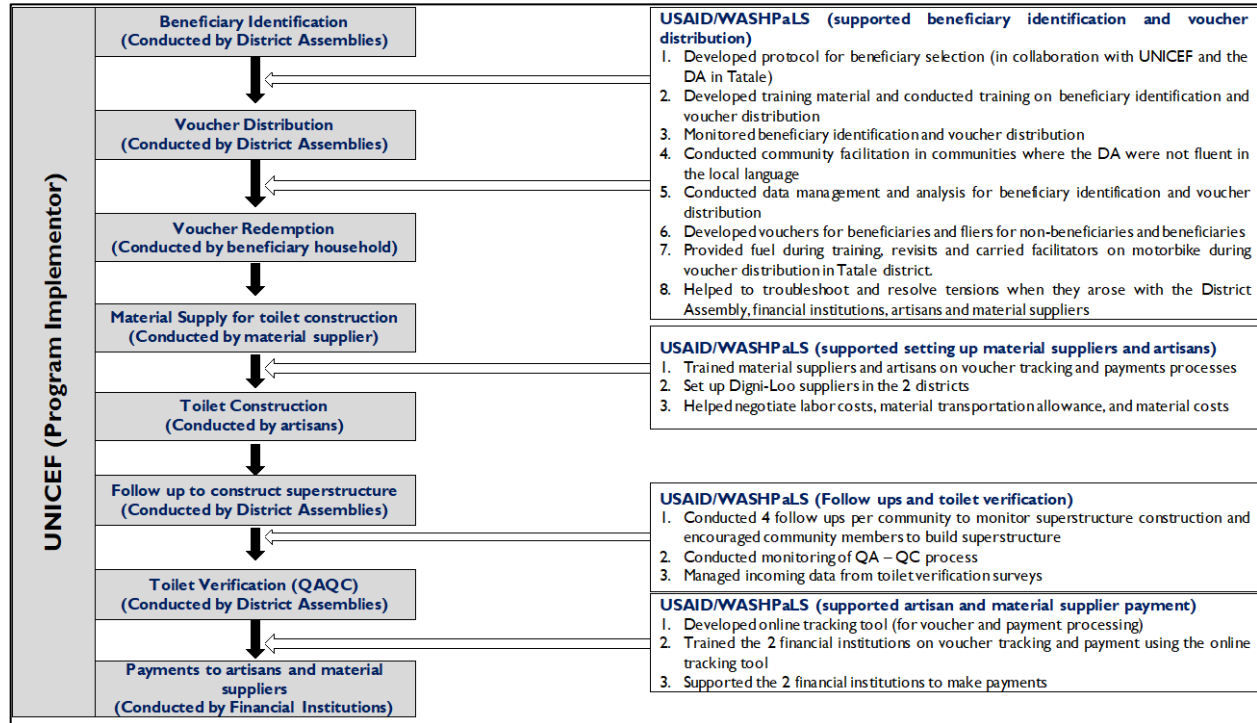 UNICEF (Program Implementor)
Beneficiary Identification
(Conducted by District Assemblies)
Voucher Distribution
(Conducted by District Assemblies)
Voucher Redemption
(Conducted by beneficiary household)
Material Supply for toilet construction
(Conducted by material supplier)
Toilet Construction
(Conducted by artisans)
Follow up to construct superstructure
(Conducted by District Assemblies)
Toilet Verification (QAQC)
(Conducted by District Assemblies)
Payments to artisans and material
suppliers
(Conducted by Financial Institutions)
USAID/WASHPaLS (supported beneficiary identification and voucher
distribution)
1. Developed protocol for beneficiary selection (in collaboration with UNICEF and the
DA in Tatale)
2. Developed training material and conducted training on beneficiary identification and
voucher distribution
3. Monitored beneficiary identification and voucher distribution
4. Conducted community facilitation in communities where the DA were not fluent in
the local language
5. Conducted data management and analysis for beneficiary identification and voucher
distribution
6. Developed vouchers for beneficiaries and fliers for non-beneficiaries and beneficiaries
7. Provided fuel during training, revisits and carried facilitators on motorbike during
voucher distribution in Tatale district.
8. Helped to troubleshoot and resolve tensions when they arose with the District
Assembly, financial institutions, artisans and material suppliers
USAID/WASHPaLS (supported setting up material suppliers and artisans)
1. Trained material suppliers and artisans on voucher tracking and payments processes
2. Set up Digni-Loo suppliers in the 2 districts
3. Helped negotiate labor costs, material transportation allowance, and material costs
USAID/WASHPaLS (Follow ups and toilet verification)
1. Conducted 4 follow ups per community to monitor superstructure construction and
encouraged community members to build superstructure
2. Conducted monitoring of QA – QC process
3. Managed incoming data from toilet verification surveys
USAID/WASHPaLS (supported artisan and material supplier payment)
1. Developed online tracking tool (for voucher and payment processing)
2. Trained the 2 financial institutions on voucher tracking and payment using the online
tracking tool
3. Supported the 2 financial institutions to make payments